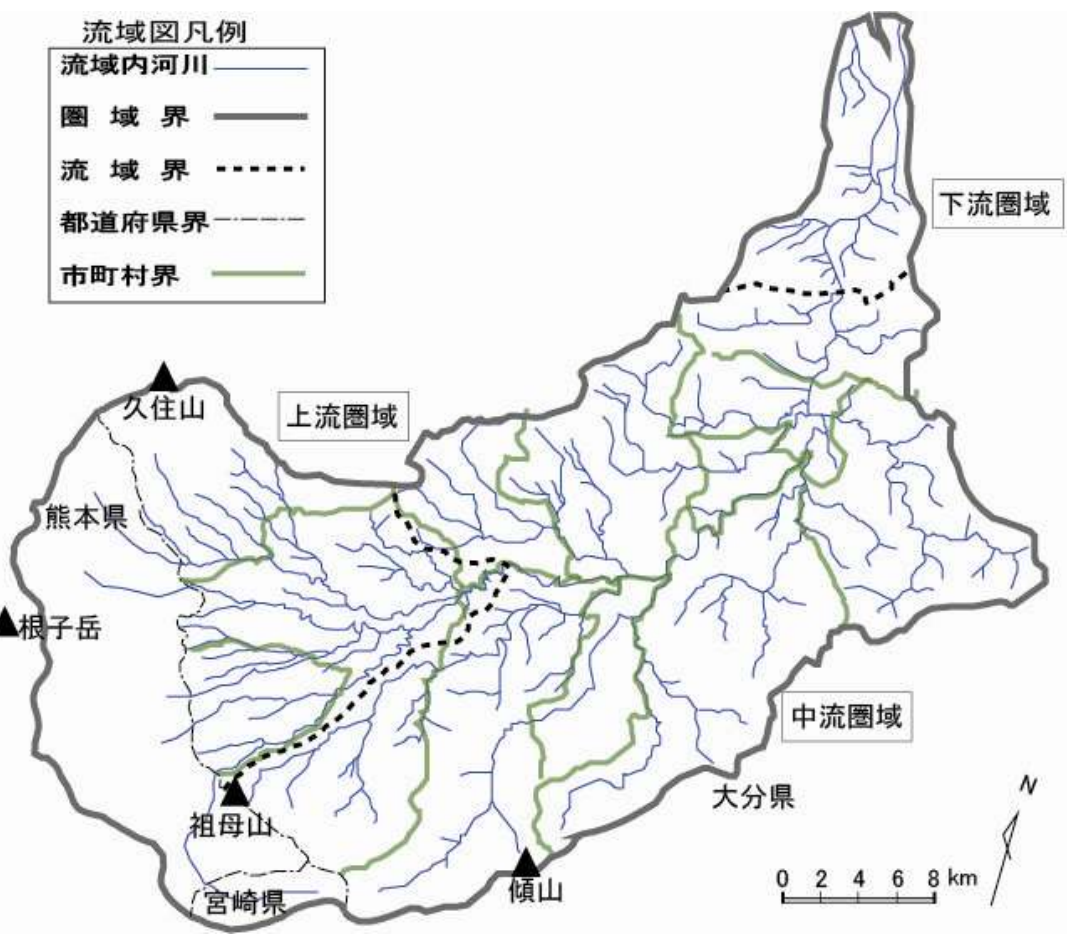 流域図凡例
流域内河川
圏域界
流域界
都道府県界
市町村界
下流圏域
久住山
上流圏域
熊本県
根子岳
中流圏域
大分県
祖母山
傾山
宮崎県
N
0 2 4 6 8 km